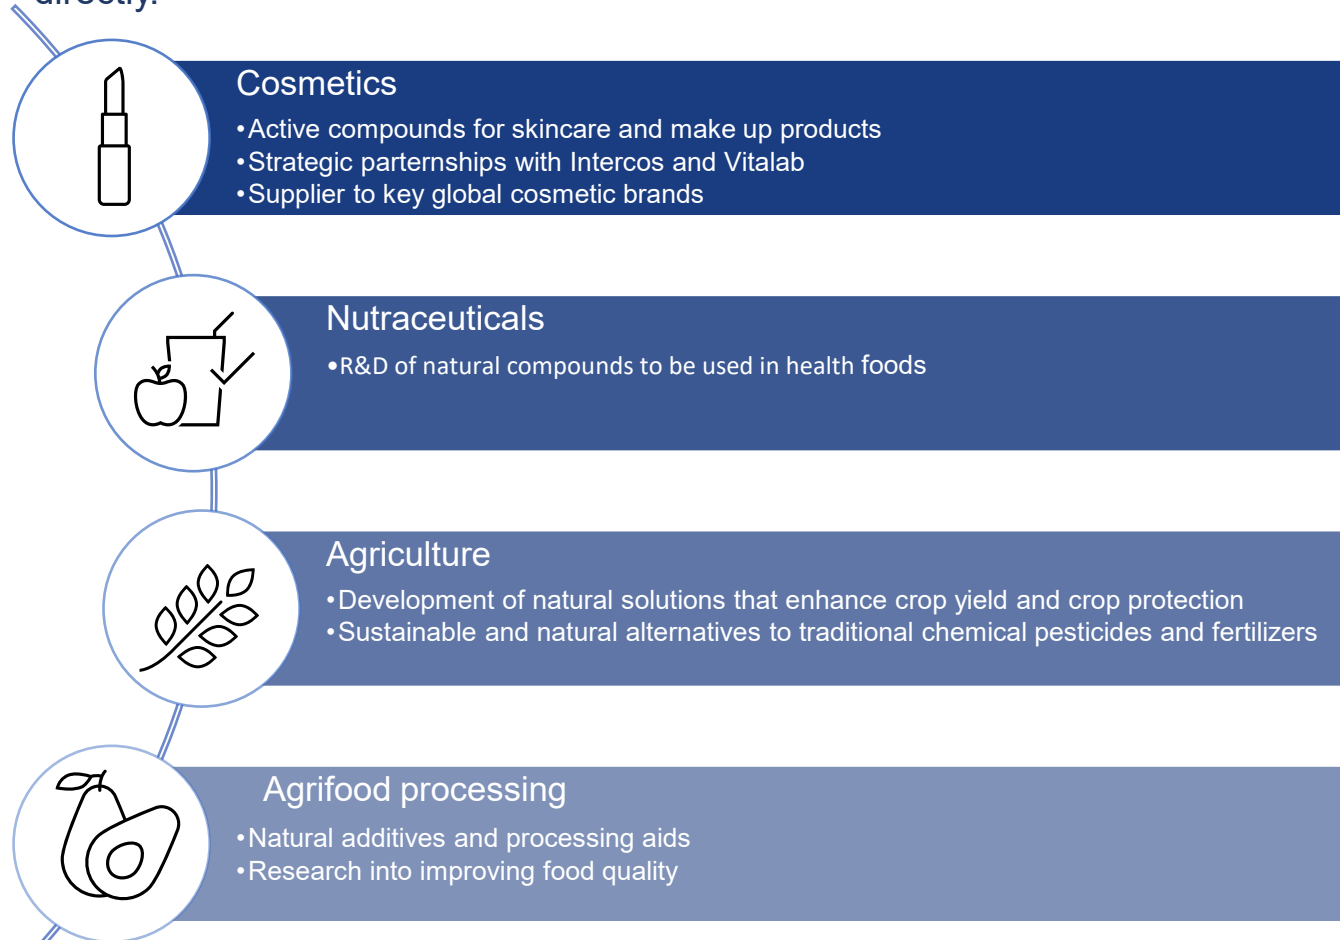 directly.
Cosmetics
•Active compounds for skincare and make up products
•Strategic parternships with Intercos and Vitalab
•Supplier to key global cosmetic brands
Nutraceuticals
•R&D of natural compounds to be used in health foods
Agriculture
•Development of natural solutions that enhance crop yield and crop protection
•Sustainable and natural alternatives to traditional chemical pesticides and fertilizers
Agrifood processing
•Natural additives and processing aids
•Research into improving food quality